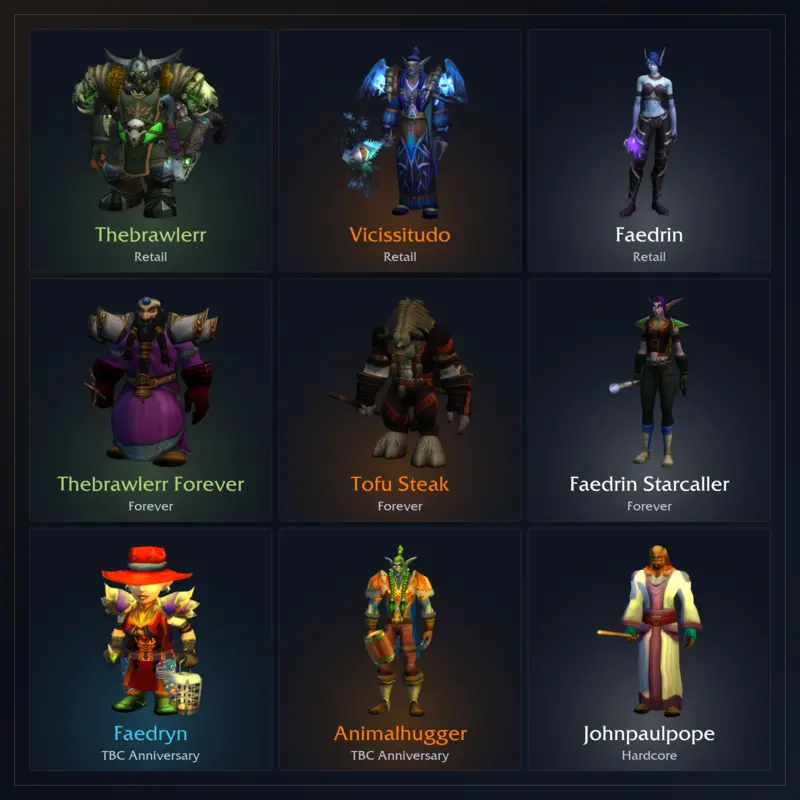 Thebrawlerr
Retail
Vicissitudo
Retail
Faedrin
Retail
Thebrawlerr Forever
Forever
Tofu Steak
Forever
Faedrin Starcaller
Forever
Faedryn
TBC Anniversary
Animalhugger
TBC Anniversary
Johnpaulpope
Hardcore